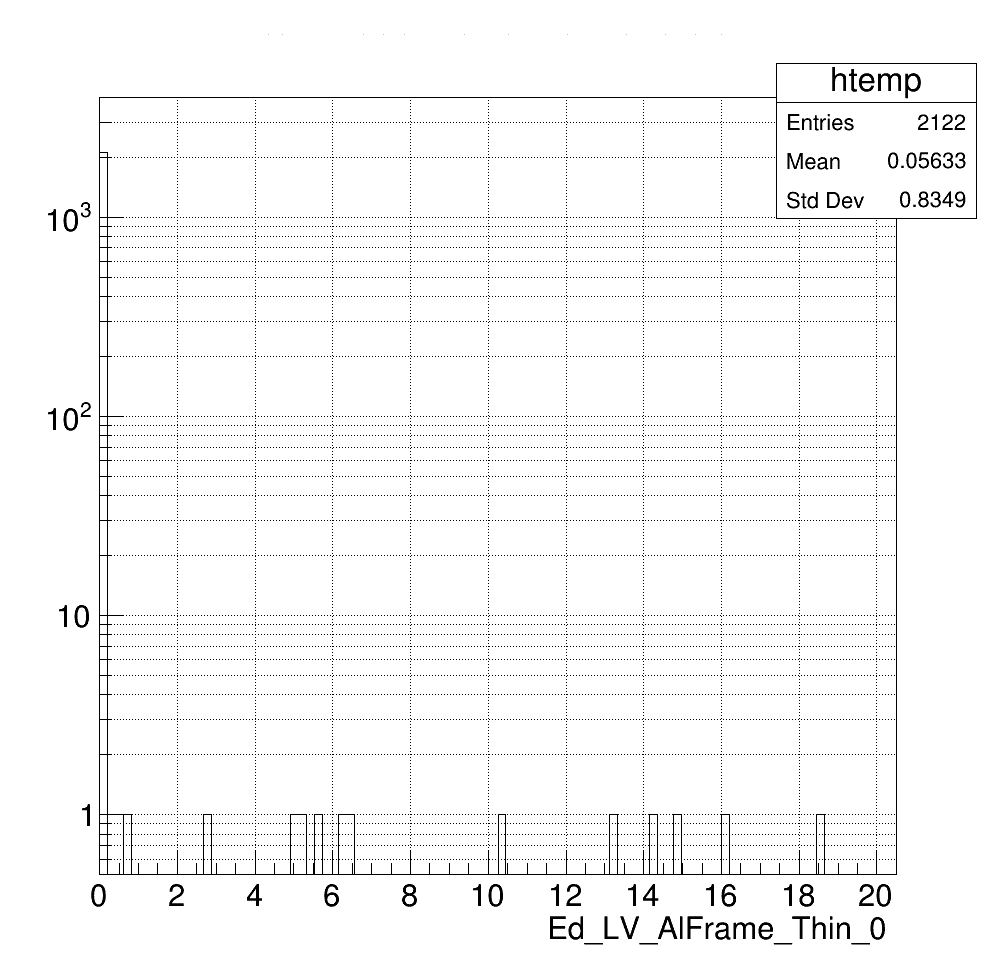 htemp
Entries 2122
Mean 0.05633
Std Dev 0.8349
10³
10²
10
1
0 2 4 6 8 10 12 14 16 18 20
Ed_LV_AlFrame_Thin_0